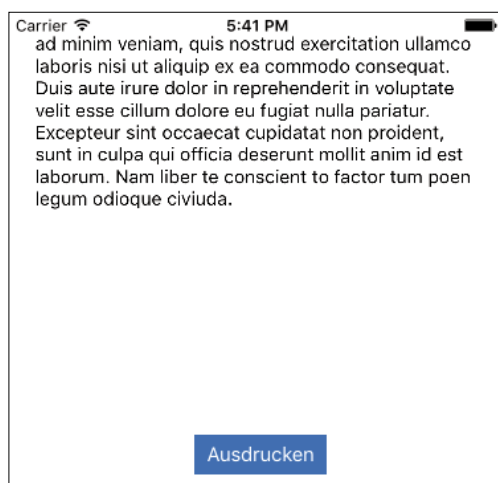 Carrier 5:41 PM
ad minim veniam, quis nostrud exercitation ullamco
laboris nisi ut aliquip ex ea commodo consequat.
Duis aute irure dolor in reprehenderit in voluptate
velit esse cillum dolore eu fugiat nulla pariatur.
Excepteur sint occaecat cupidatat non proident,
sunt in culpa qui officia deserunt mollit anim id est
laborum. Nam liber te conscient to factor tum poen
legum odioque civiuda.
Ausdrucken